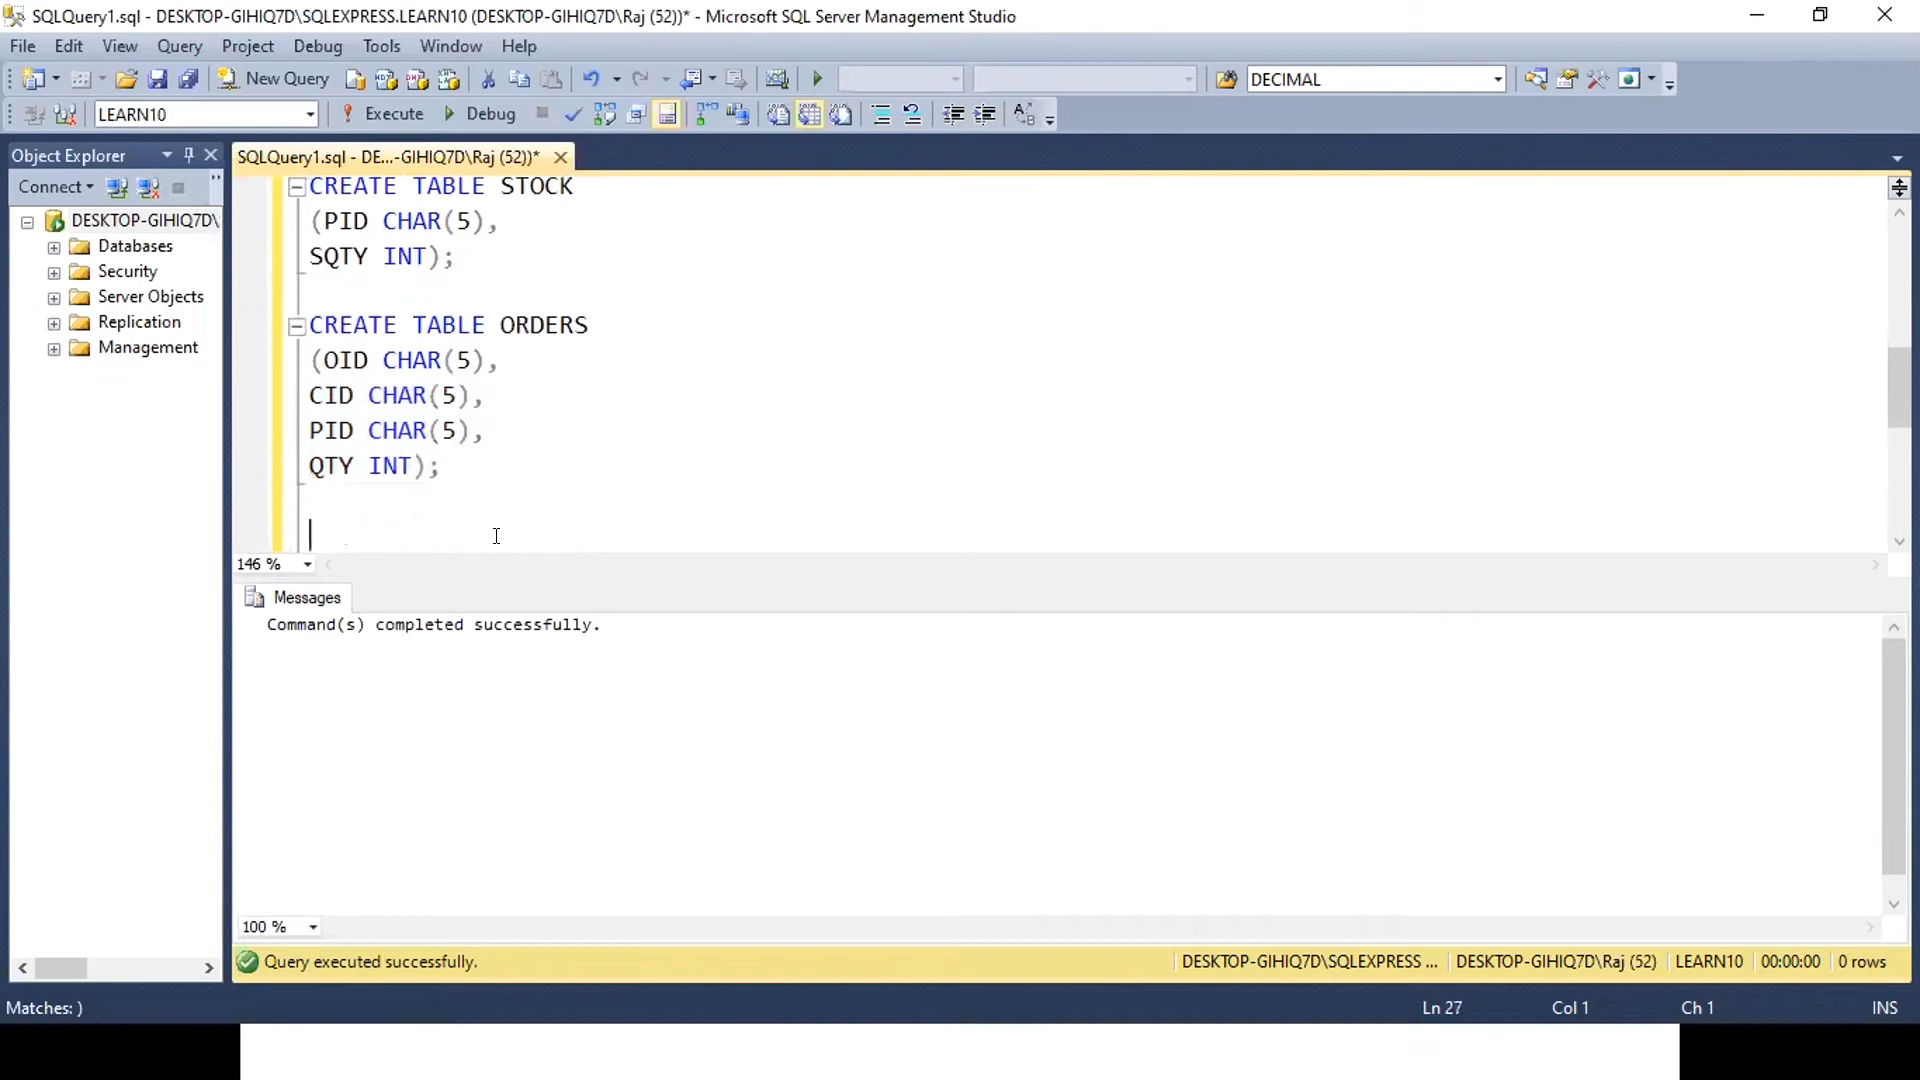 SQLQuery1.sql - DESKTOP-GIHIQ7D\SQLEXPRESS.LEARN10 (DESKTOP-GIHIQ7D\Raj (52))* - Microsoft SQL Server Management Studio
File Edit View Query Project Debug Tools Window Help
New Query DECIMAL
LEARN10 Execute Debug
Object Explorer
SQLQuery1.sql - DE...-GIHIQ7D\Raj (52))*
Connect
DESKTOP-GIHIQ7D\
Databases
Security
Server Objects
Replication
Management
CREATE TABLE STOCK
(PID CHAR(5),
SQTY INT);
CREATE TABLE ORDERS
(OID CHAR(5),
CID CHAR(5),
PID CHAR(5),
QTY INT);
146 %
Messages
Command(s) completed successfully.
100 %
Query executed successfully. DESKTOP-GIHIQ7D\SQLEXPRESS ... DESKTOP-GIHIQ7D\Raj (52) LEARN10 00:00:00 0 rows
Matches: ) Ln 27 Col 1 Ch 1 INS